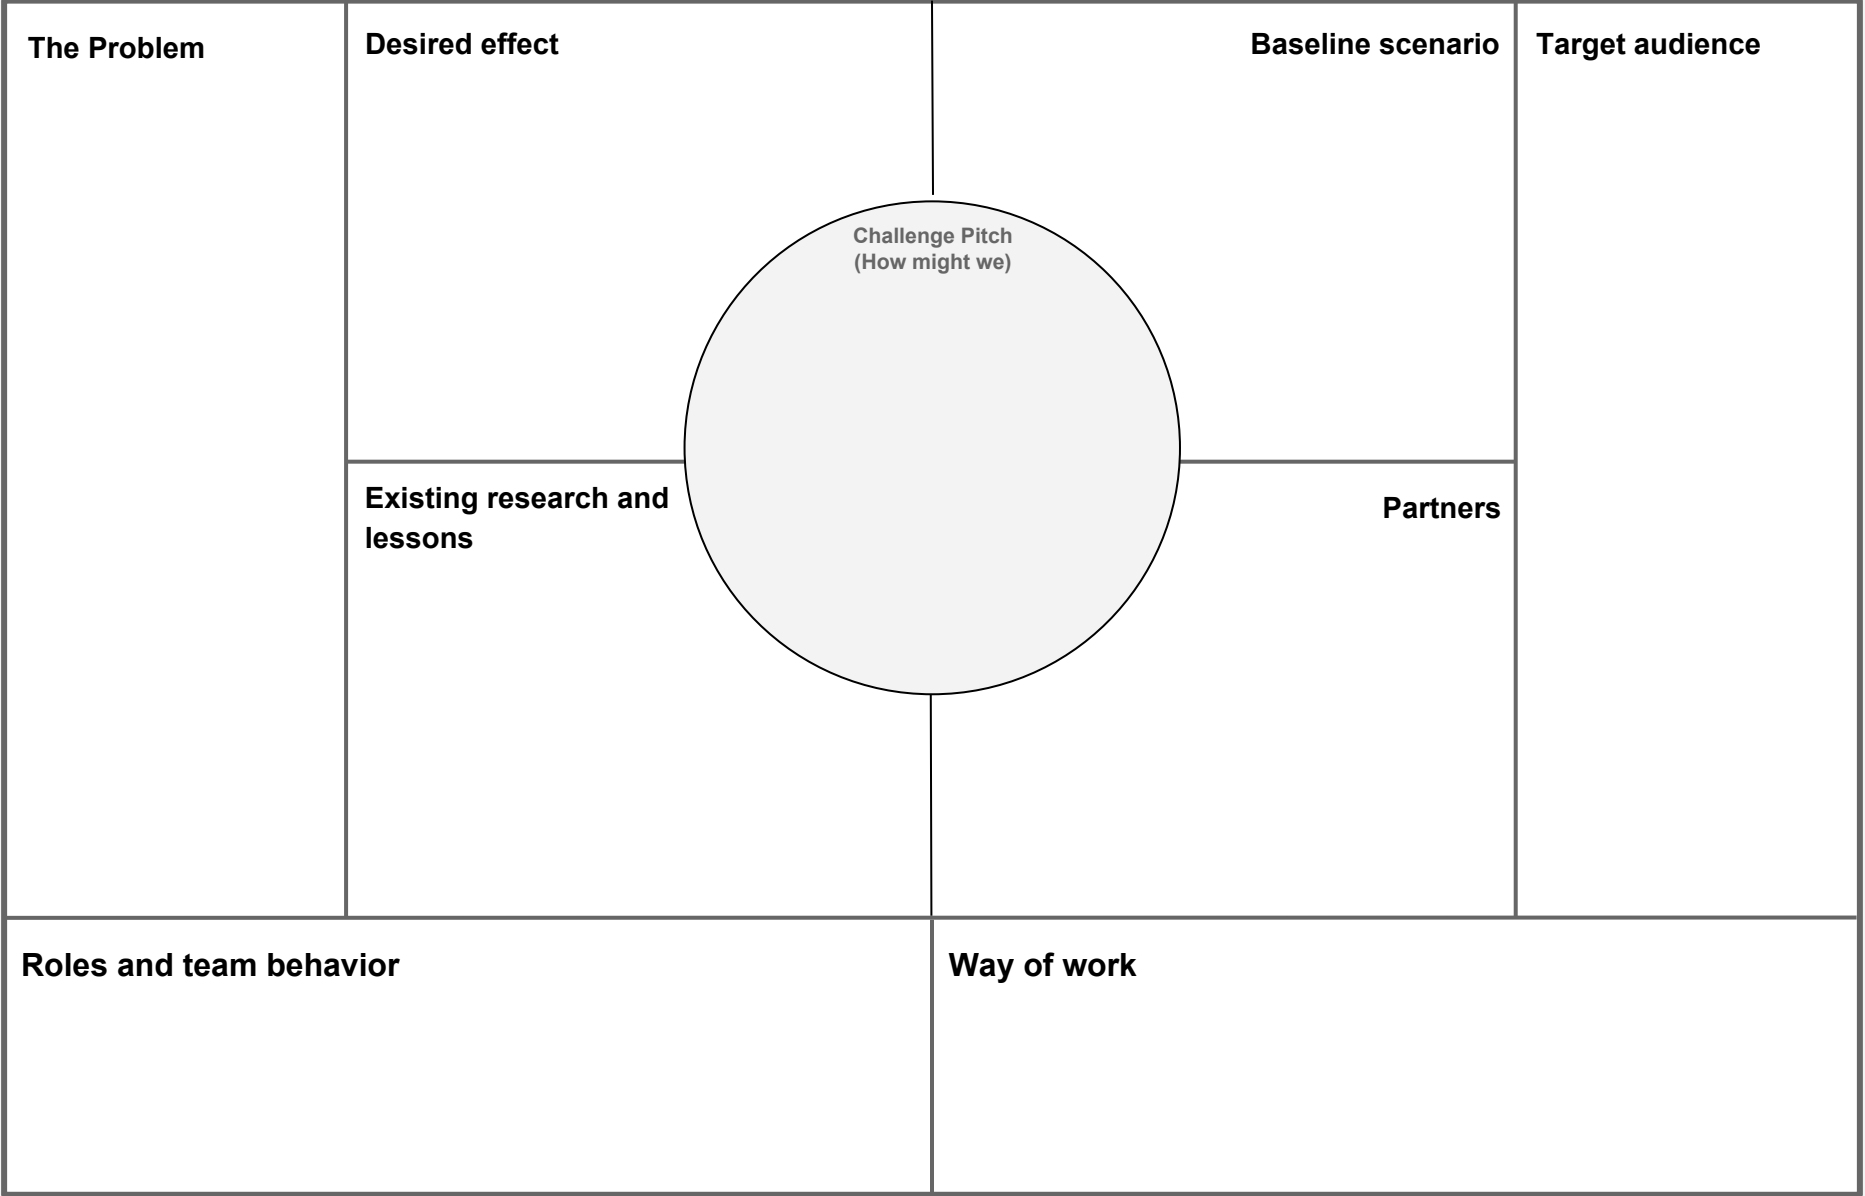 The Problem
Desired effect
Baseline scenario
Target audience
Challenge Pitch
(How might we)
Existing research and
lessons
Partners
Roles and team behavior
Way of work